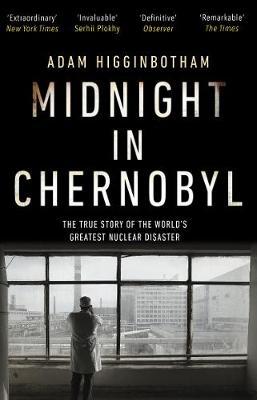 'Extraordinary' 'Invaluable' 'Definitive' 'Remarkable'
New York Times Serhii Plokhy Observer The Times
ADAM HIGGINBOTHAM
MIDNIGHT
IN
CHERNOBYL
THE TRUE STORY OF THE WORLD'S
GREATEST NUCLEAR DISASTER